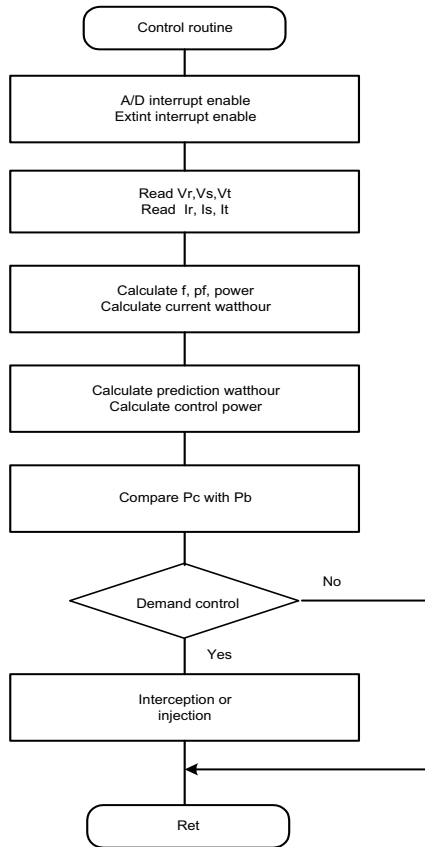 Control routine
A/D interrupt enable
Extint interrupt enable
Read Vr,Vs,Vt
Read Ir, Is, It
Calculate f, pf, power
Calculate current watthour
Calculate prediction watthour
Calculate control power
Compare Pc with Pb
Demand control
No
Yes
Interception or
injection
Ret